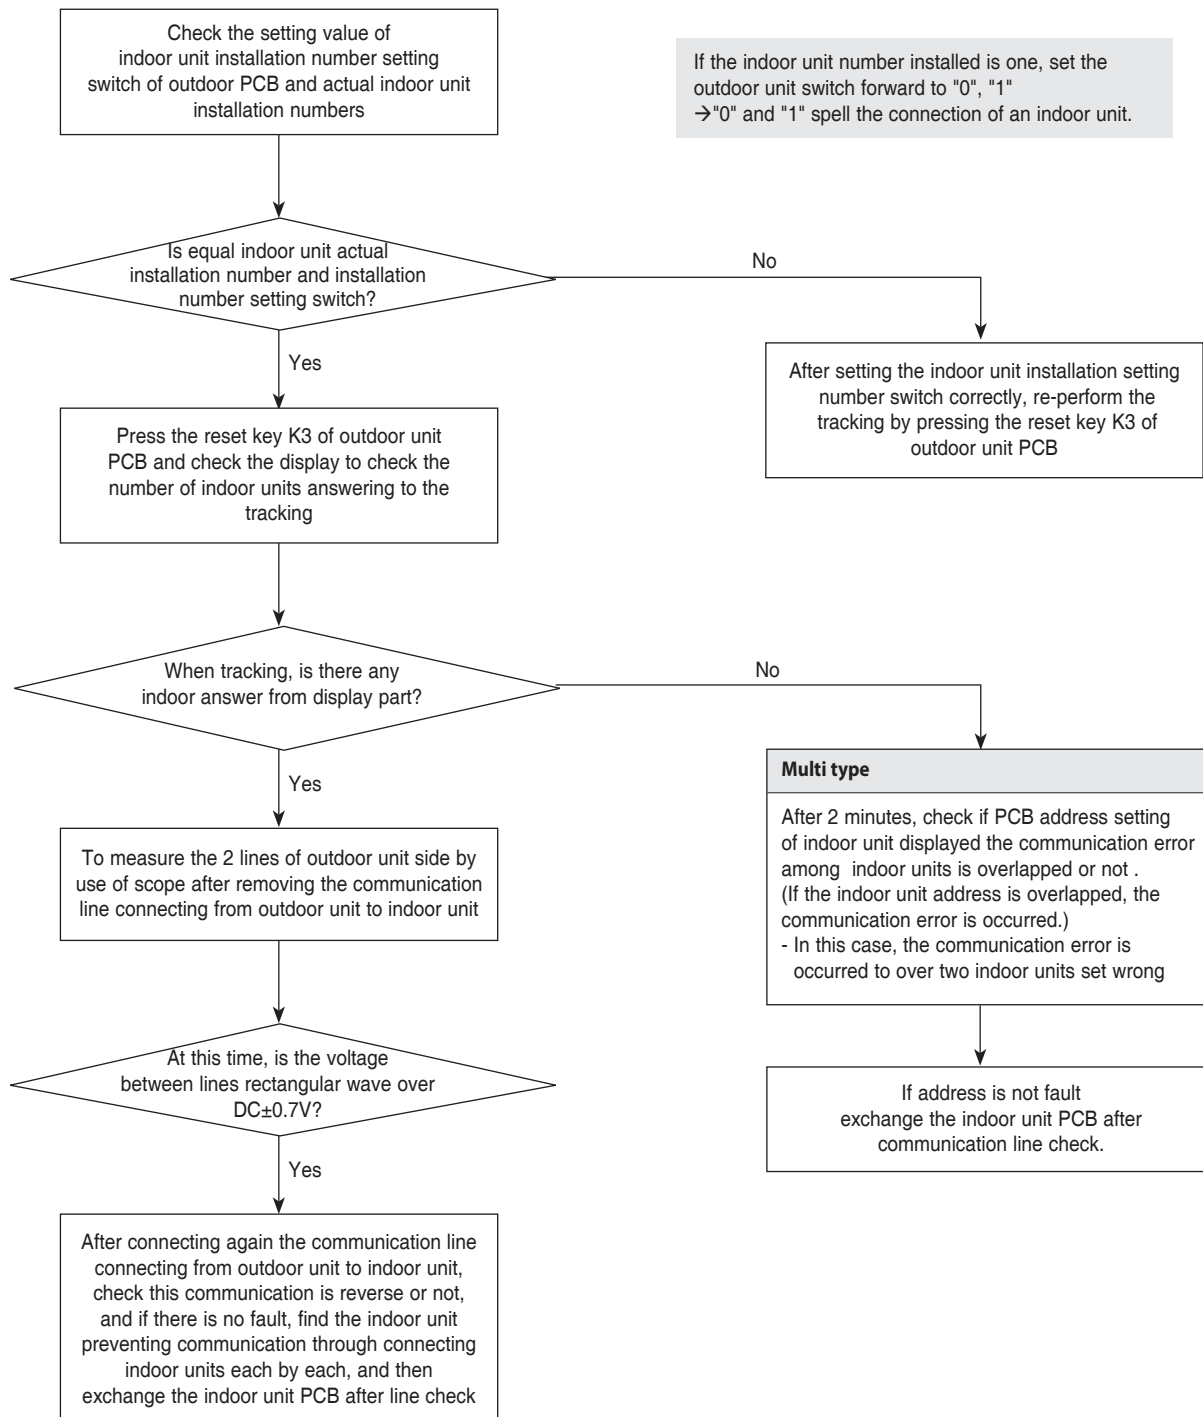 Check the setting value of
indoor unit installation number setting
switch of outdoor PCB and actual indoor unit
installation numbers
If the indoor unit number installed is one, set the
outdoor unit switch forward to "0", "1"
→"0" and "1" spell the connection of an indoor unit.
Is equal indoor unit actual
installation number and installation
number setting switch?
No
Yes
After setting the indoor unit installation setting
number switch correctly, re-perform the
tracking by pressing the reset key K3 of
outdoor unit PCB
Press the reset key K3 of outdoor unit
PCB and check the display to check the
number of indoor units answering to the
tracking
When tracking, is there any
indoor answer from display part?
No
Yes
Multi type
After 2 minutes, check if PCB address setting
of indoor unit displayed the communication error
among indoor units is overlapped or not .
(If the indoor unit address is overlapped, the
communication error is occurred.)
- In this case, the communication error is
occurred to over two indoor units set wrong
To measure the 2 lines of outdoor unit side by
use of scope after removing the communication
line connecting from outdoor unit to indoor unit
At this time, is the voltage
between lines rectangular wave over
DC±0.7V?
If address is not fault
exchange the indoor unit PCB after
communication line check.
Yes
After connecting again the communication line
connecting from outdoor unit to indoor unit,
check this communication is reverse or not,
and if there is no fault, find the indoor unit
preventing communication through connecting
indoor units each by each, and then
exchange the indoor unit PCB after line check